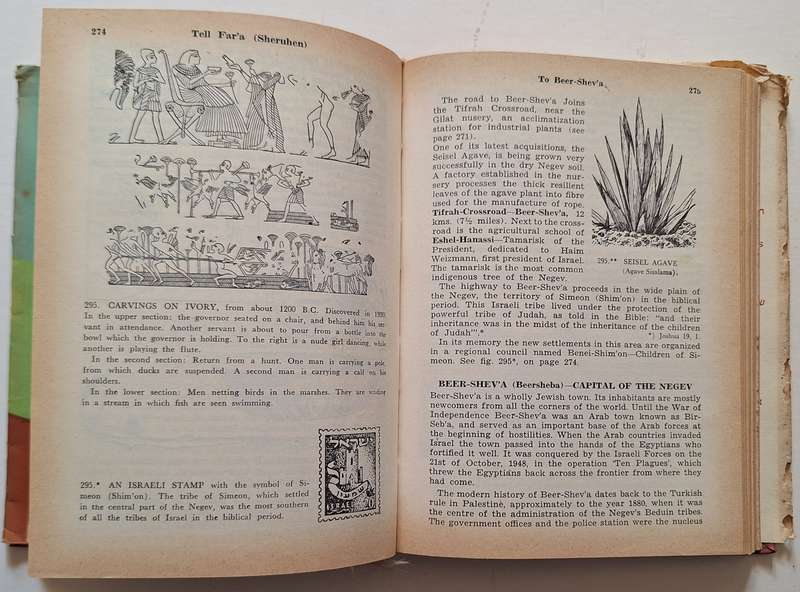 274
Tell Far'a (Sheruhen)
295. CARVINGS ON IVORY, from about 1200 B.C. Discovered in 1930.
In the upper section: the governor seated on a chair, and behind him his ser-
vant in attendance. Another servant is about to pour from a bottle into the
bowl which the governor is holding. To the right is a nude girl dancing, while
another is playing the flute.
In the second section: Return from a hunt. One man is carrying a pole,
from which ducks are suspended. A second man is carrying a calf on his
shoulders.
In the lower section: Men netting birds in the marshes. They are wading
in a stream in which fish are seen swimming.
295.* AN ISRAELI STAMP with the symbol of Si-
meon (Shim'on). The tribe of Simeon, which settled
in the central part of the Negev, was the most southern
of all the tribes of Israel in the biblical period.
ישראל
שמעון
ISRAEL
To Beer-Shev'a
275
The road to Beer-Shev'a Joins
the Tifrah Crossroad, near the
Gilat nusery, an acclimatization
station for industrial plants (see
page 271).
One of its latest acquisitions, the
Seisel Agave, is being grown very
successfully in the dry Negev soil.
A factory established in the nur-
sery processes the thick resilient
leaves of the agave plant into fibre
used for the manufacture of rope.
Tifrah-Crossroad—Beer-Shev'a, 12
kms. (7½ miles). Next to the cross-
road is the agricultural school of
Eshel-Hanassi—Tamarisk of the
President, dedicated to Haim
Weizmann, first president of Israel.
The tamarisk is the most common
indigenous tree of the Negev.
295.** SEISEL AGAVE
(Agave Sisslama).
The highway to Beer-Shev'a proceeds in the wide plain of
the Negev, the territory of Simeon (Shim'on) in the biblical
period. This Israeli tribe lived under the protection of the
powerful tribe of Judah, as told in the Bible: "and their
inheritance was in the midst of the inheritance of the children
of Judah'".*
*) Joshua 19, 1.
In its memory the new settlements in this area are organized
in a regional council named Benei-Shim'on—Children of Si-
meon. See fig. 295*, on page 274.
BEER-SHEV'A (Beersheba)—CAPITAL OF THE NEGEV
Beer-Shev'a is a wholly Jewish town. Its inhabitants are mostly
newcomers from all the corners of the world. Until the War of
Independence Beer-Shev'a was an Arab town known as Bir-
Seb'a, and served as an important base of the Arab forces at
the beginning of hostilities. When the Arab countries invaded
Israel the town passed into the hands of the Egyptians who
fortified it well. It was conquered by the Israeli Forces on the
21st of October, 1948, in the operation 'Ten Plagues', which
threw the Egyptians back across the frontier from where they
had come.
The modern history of Beer-Shev'a dates back to the Turkish
rule in Palestine, approximately to the year 1880, when it was
the centre of the administration of the Negev's Beduin tribes.
The government offices and the police station were the nucleus